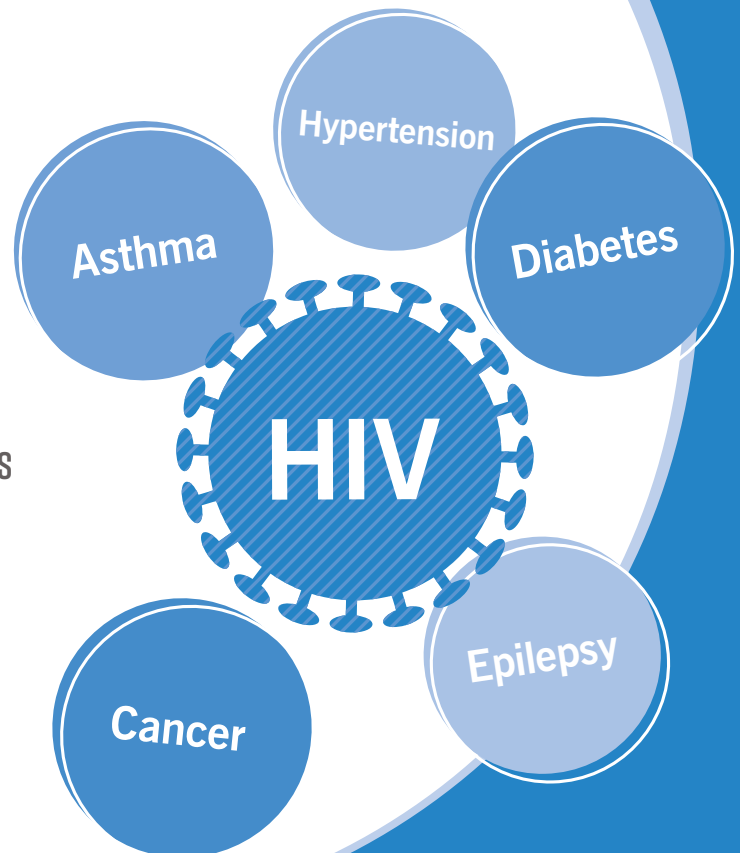 Hypertension
Asthma
Diabetes
HIV
S
Epilepsy
Cancer